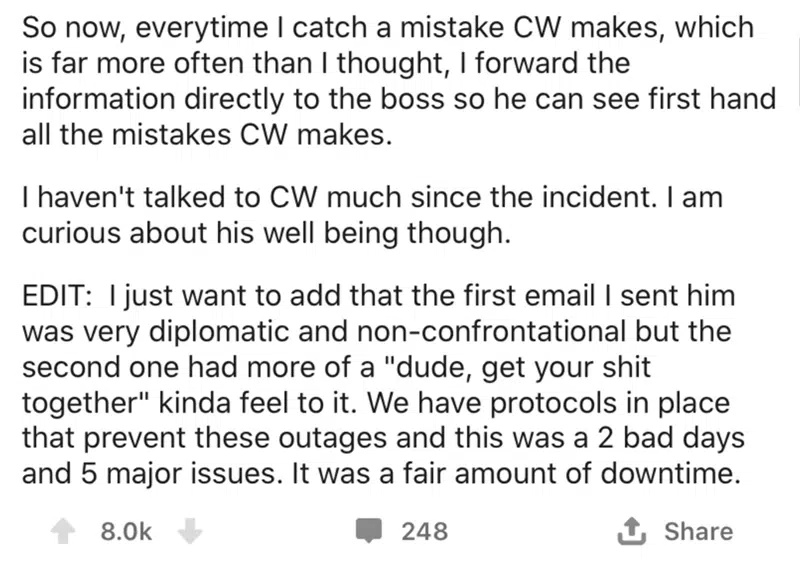 So now, everytime I catch a mistake CW makes, which
is far more often than I thought, I forward the
information directly to the boss so he can see first hand
all the mistakes CW makes.
I haven't talked to CW much since the incident. I am
curious about his well being though.
EDIT:  I just want to add that the first email I sent him
was very diplomatic and non-confrontational but the
second one had more of a "dude, get your shit
together" kinda feel to it. We have protocols in place
that prevent these outages and this was a 2 bad days
and 5 major issues. It was a fair amount of downtime.
8.0k 248 Share